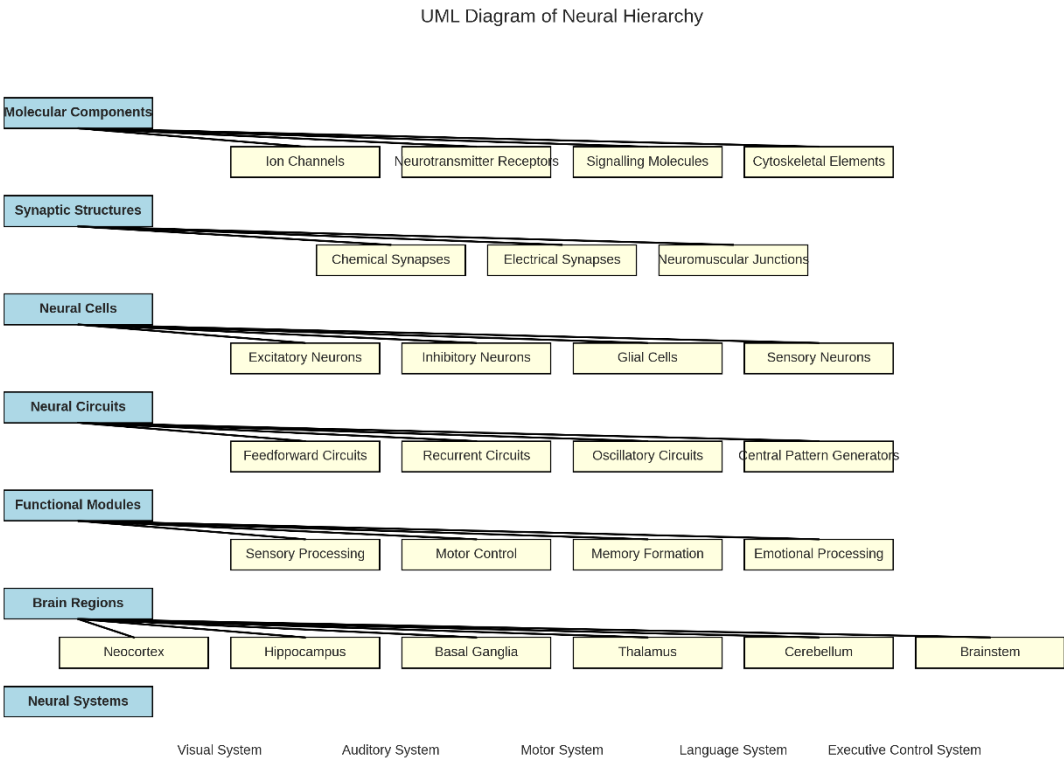 UML Diagram of Neural Hierarchy
Molecular Components
Ion Channels
Neurotransmitter Receptors
Signalling Molecules
Cytoskeletal Elements
Synaptic Structures
Chemical Synapses
Electrical Synapses
Neuromuscular Junctions
Neural Cells
Excitatory Neurons
Inhibitory Neurons
Glial Cells
Sensory Neurons
Neural Circuits
Feedforward Circuits
Recurrent Circuits
Oscillatory Circuits
Central Pattern Generators
Functional Modules
Sensory Processing
Motor Control
Memory Formation
Emotional Processing
Brain Regions
Neocortex
Hippocampus
Basal Ganglia
Thalamus
Cerebellum
Brainstem
Neural Systems
Visual System
Auditory System
Motor System
Language System
Executive Control System